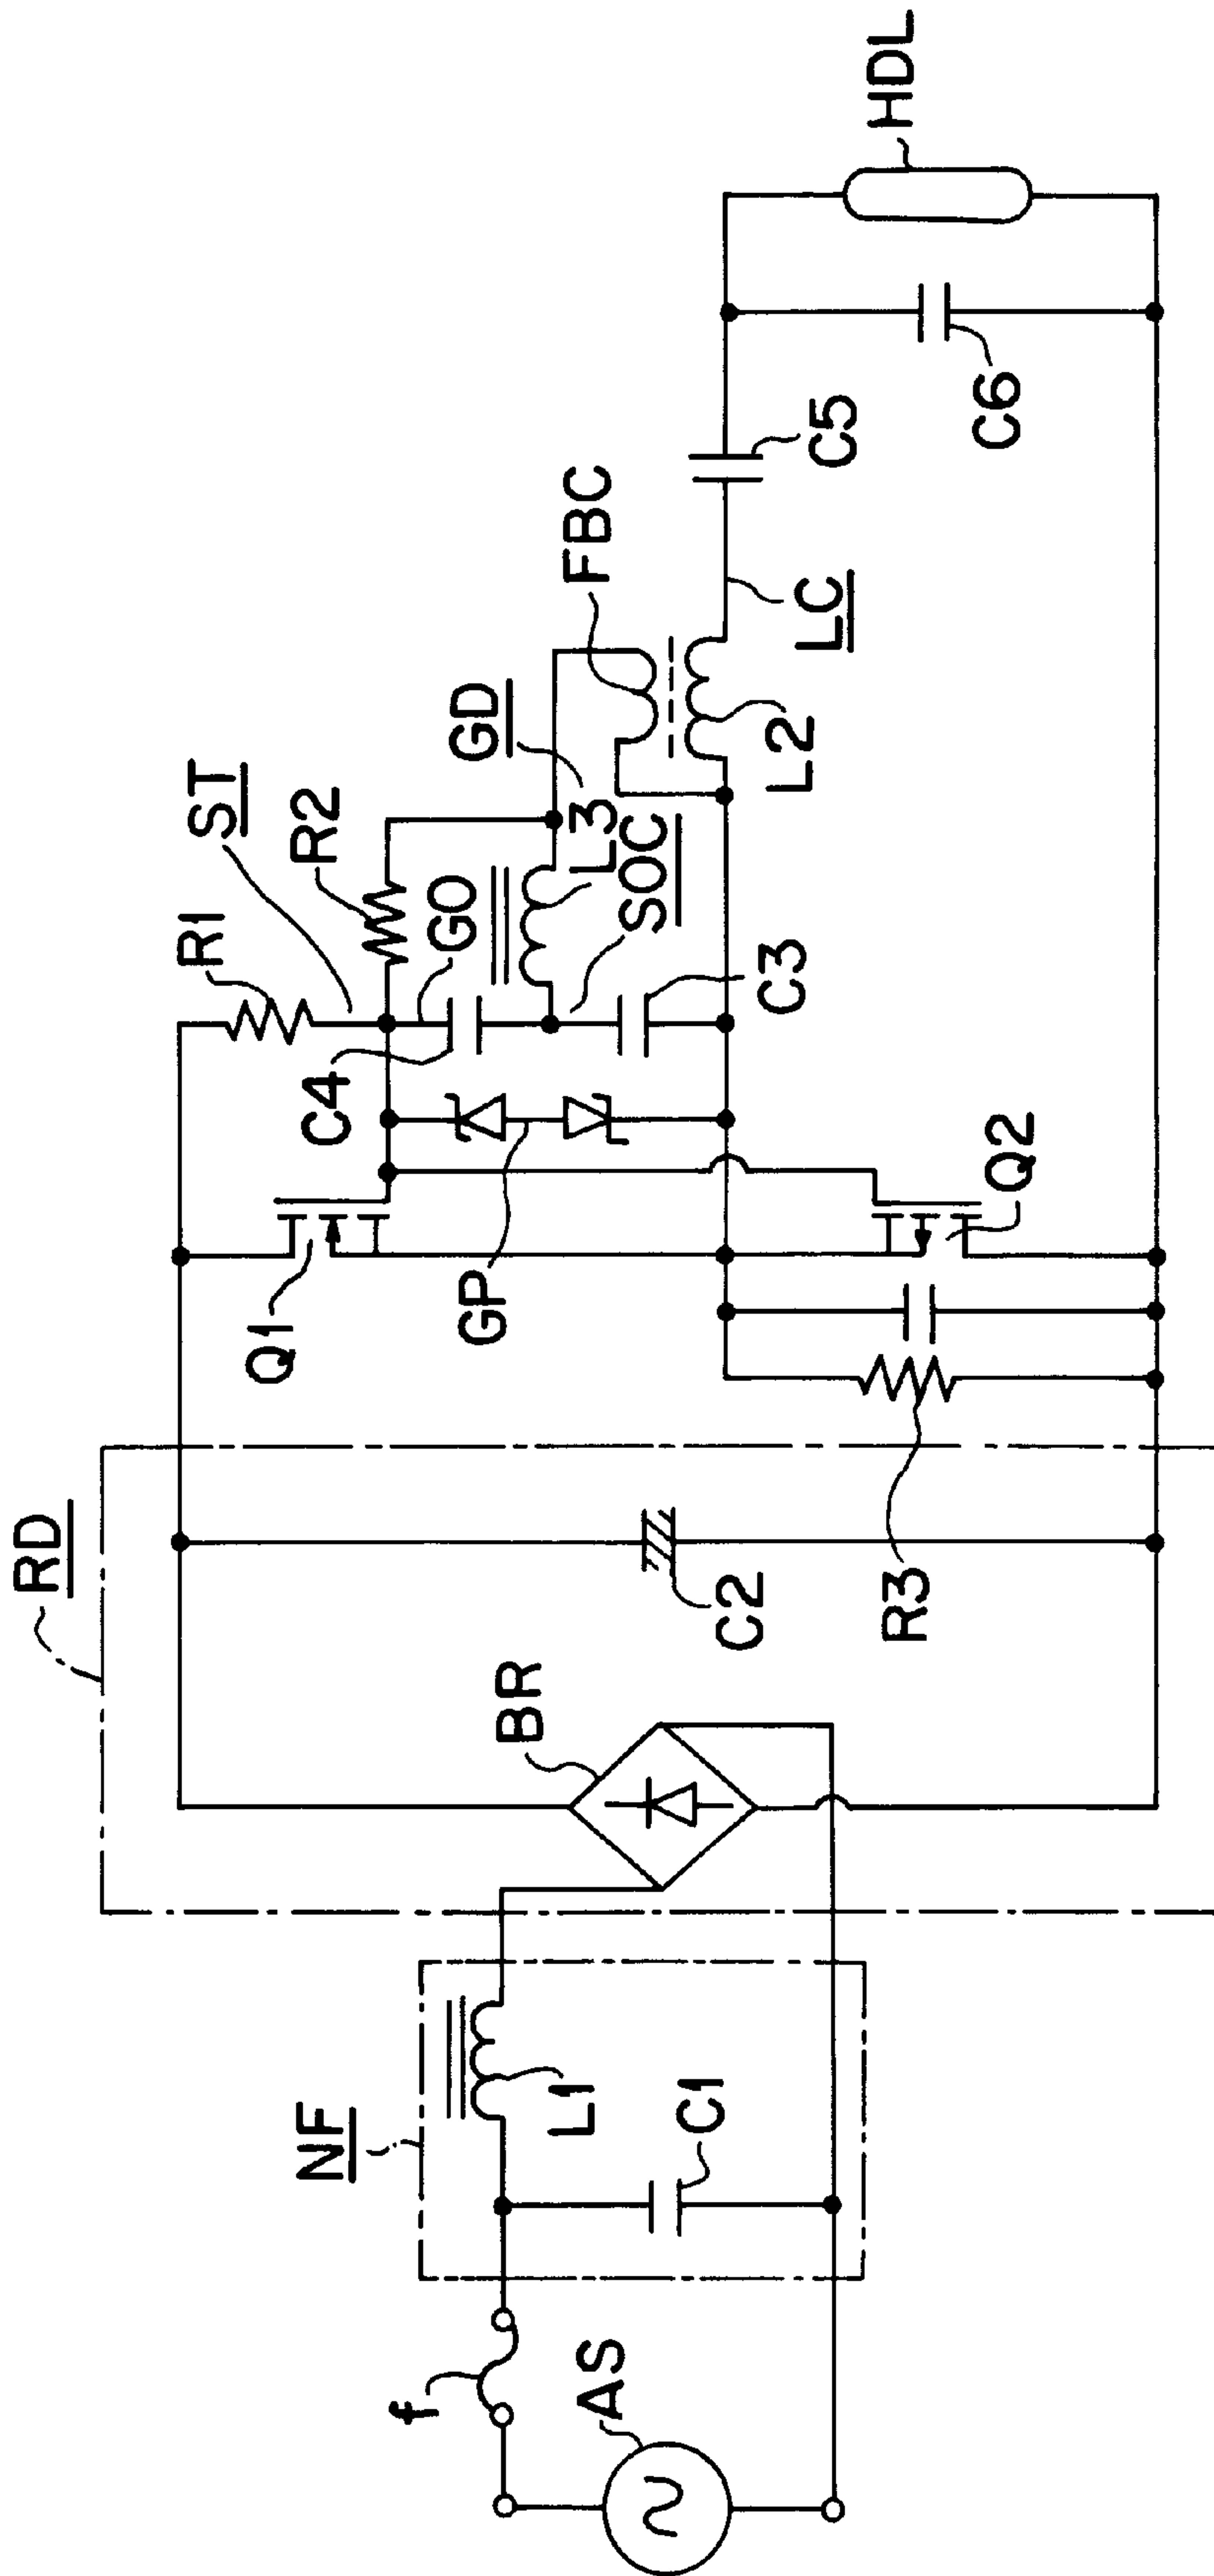 AS
f
NF
L1
C1
RD
BR
C2
R3
Q1
GP
Q2
ST
R1
R2
C4
GO
GD
L3
SOC
C3
FBC
L2
LC
C5
C6
HDL